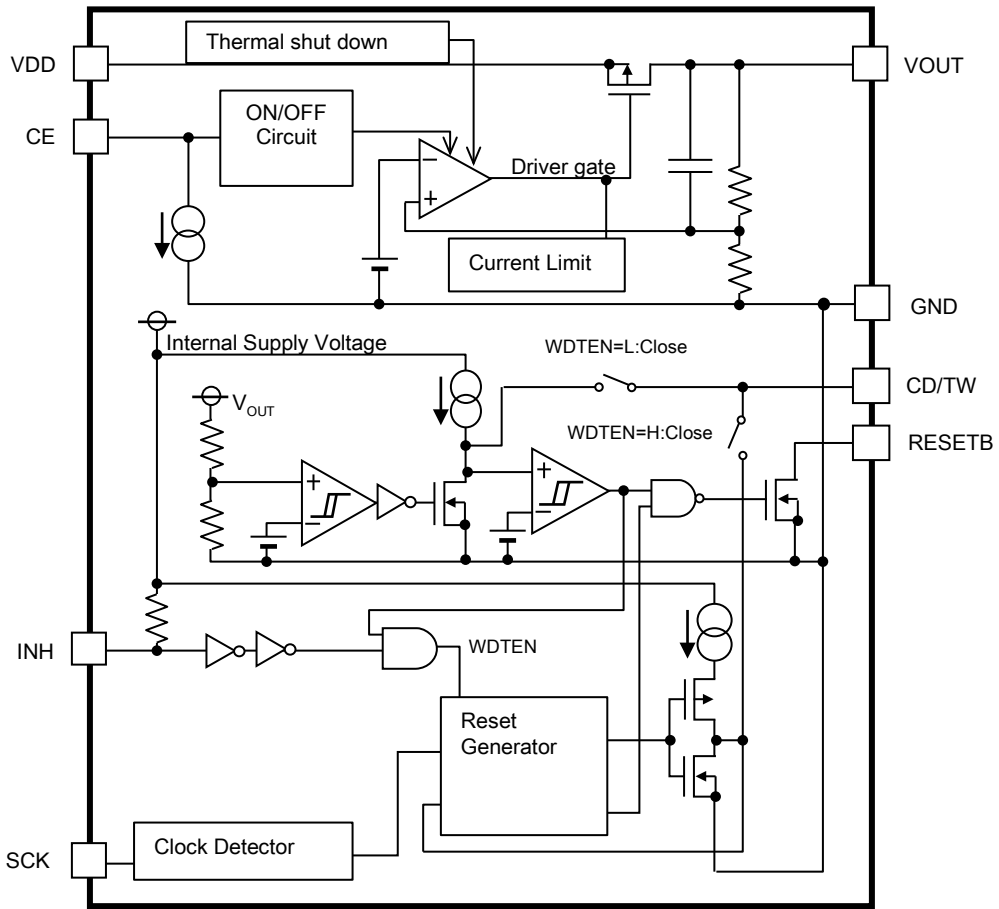 Thermal shut down
VDD
VOUT
ON/OFF
Circuit
CE
−
+
Driver gate
Current Limit
GND
Internal Supply Voltage
WDTEN=L:Close
CD/TW
VOUT
WDTEN=H:Close
RESETB
+
−
+
−
INH
WDTEN
Reset
Generator
Clock Detector
SCK